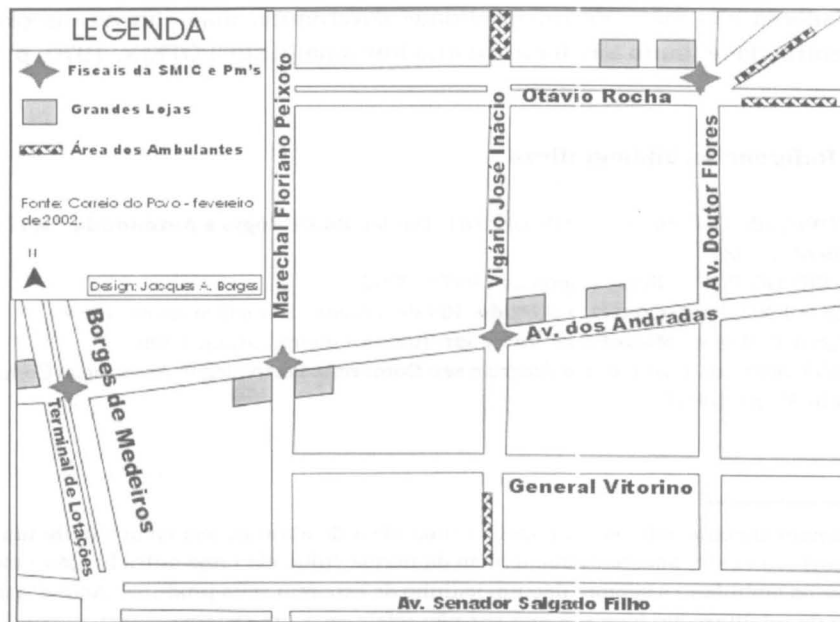 LEGENDA
Fiscais da SMIC e Pm's
Grandes Lojas
Área dos Ambulantes
Fonte: Correio do Povo - fevereiro
de 2002.
Design: Jacques A. Borges
Marechal Floriano Peixoto
Vigário José Inácio
Otávio Rocha
Av. Doutor Flores
Av. dos Andradas
Borges de Medeiros
Terminal de Lotações
General Vitorino
Av. Senador Salgado Filho